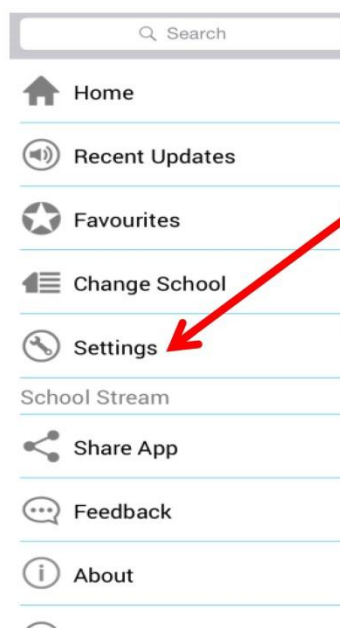 Search
Home
Recent Updates
Favourites
Change School
Settings
School Stream
Share App
Feedback
About